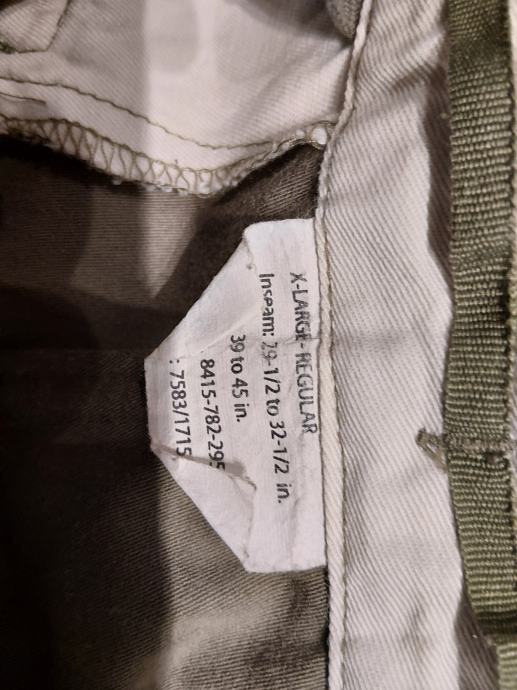 X-LARGE-REGULAR
Inseam: 29-1/2 to 32-1/2 in.
39 to 45 in.
8415-782-295
: 7583/1715